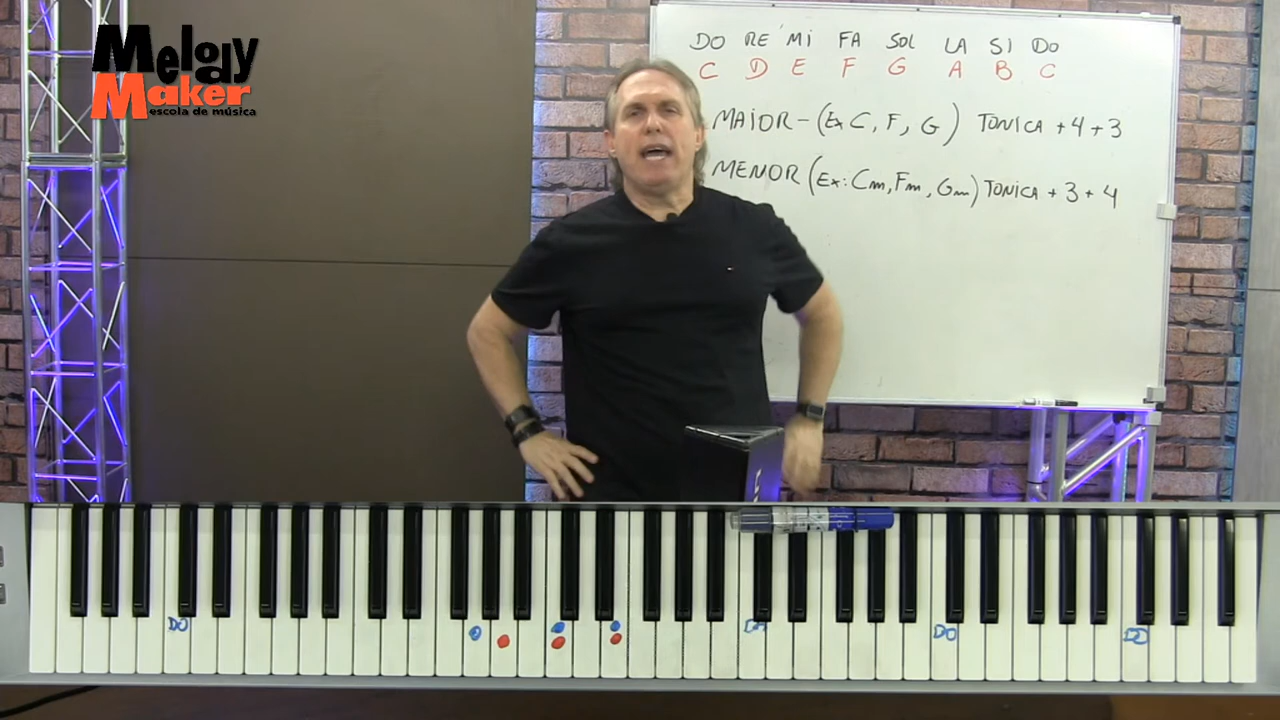 Melody
Maker
escola de música
DO RE MI FA SOL LA SI DO
C D E F G A B C
MAIOR - (Ex C, F, G) TONICA + 4 + 3
MENOR (Ex: Cm, Fm, Gm) TONICA + 3 + 4
DO
DO
DO
DO